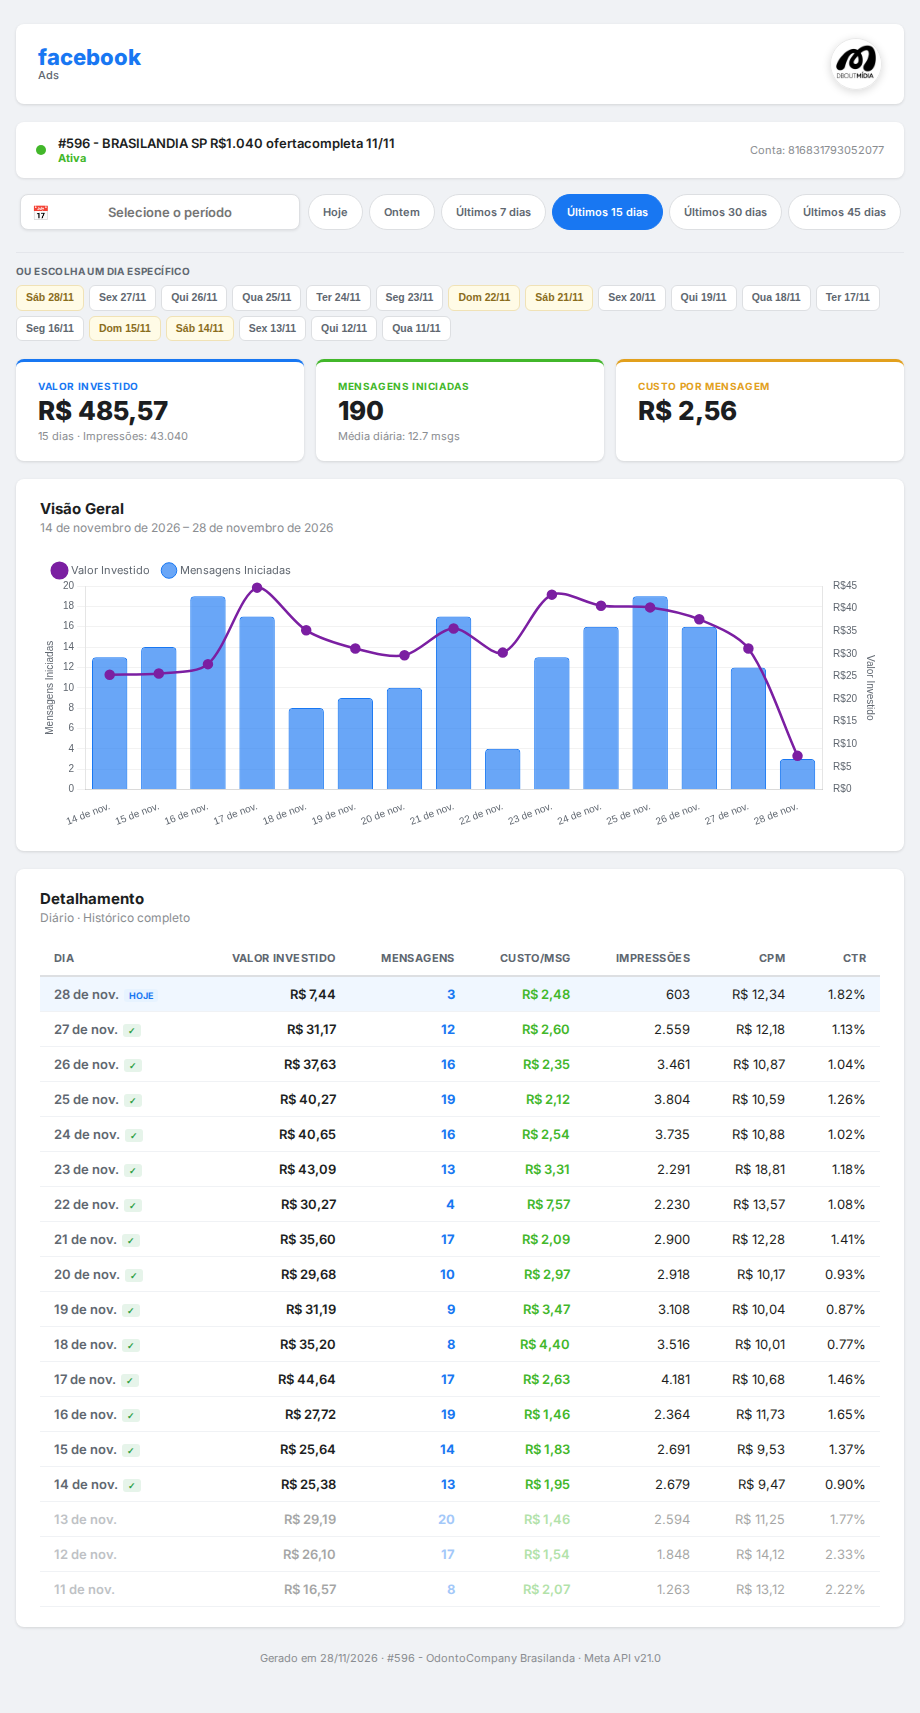 facebook
Ads
DBOUTMÍDIA
#596 - BRASILANDIA SP R$1.040 ofertacompleta 11/11
Ativa
Conta: 816831793052077
📅 Selecione o período
Hoje
Ontem
Últimos 7 dias
Últimos 15 dias
Últimos 30 dias
Últimos 45 dias
OU ESCOLHA UM DIA ESPECÍFICO
Sáb 28/11 Sex 27/11 Qui 26/11 Qua 25/11 Ter 24/11 Seg 23/11 Dom 22/11 Sáb 21/11 Sex 20/11 Qui 19/11 Qua 18/11 Ter 17/11
Seg 16/11 Dom 15/11 Sáb 14/11 Sex 13/11 Qui 12/11 Qua 11/11
VALOR INVESTIDO
R$ 485,57
15 dias · Impressões: 43.040
MENSAGENS INICIADAS
190
Média diária: 12.7 msgs
CUSTO POR MENSAGEM
R$ 2,56
Visão Geral
14 de novembro de 2026 – 28 de novembro de 2026
Valor Investido Mensagens Iniciadas
Mensagens Iniciadas
20
18
16
14
12
10
8
6
4
2
0
R$45
R$40
R$35
R$30
R$25
R$20
R$15
R$10
R$5
R$0
Valor Investido
14 de nov. 15 de nov. 16 de nov. 17 de nov. 18 de nov. 19 de nov. 20 de nov. 21 de nov. 22 de nov. 23 de nov. 24 de nov. 25 de nov. 26 de nov. 27 de nov. 28 de nov.
Detalhamento
Diário · Histórico completo
DIA VALOR INVESTIDO MENSAGENS CUSTO/MSG IMPRESSÕES CPM CTR
28 de nov. HOJE R$ 7,44 3 R$ 2,48 603 R$ 12,34 1.82%
27 de nov. ✓ R$ 31,17 12 R$ 2,60 2.559 R$ 12,18 1.13%
26 de nov. ✓ R$ 37,63 16 R$ 2,35 3.461 R$ 10,87 1.04%
25 de nov. ✓ R$ 40,27 19 R$ 2,12 3.804 R$ 10,59 1.26%
24 de nov. ✓ R$ 40,65 16 R$ 2,54 3.735 R$ 10,88 1.02%
23 de nov. ✓ R$ 43,09 13 R$ 3,31 2.291 R$ 18,81 1.18%
22 de nov. ✓ R$ 30,27 4 R$ 7,57 2.230 R$ 13,57 1.08%
21 de nov. ✓ R$ 35,60 17 R$ 2,09 2.900 R$ 12,28 1.41%
20 de nov. ✓ R$ 29,68 10 R$ 2,97 2.918 R$ 10,17 0.93%
19 de nov. ✓ R$ 31,19 9 R$ 3,47 3.108 R$ 10,04 0.87%
18 de nov. ✓ R$ 35,20 8 R$ 4,40 3.516 R$ 10,01 0.77%
17 de nov. ✓ R$ 44,64 17 R$ 2,63 4.181 R$ 10,68 1.46%
16 de nov. ✓ R$ 27,72 19 R$ 1,46 2.364 R$ 11,73 1.65%
15 de nov. ✓ R$ 25,64 14 R$ 1,83 2.691 R$ 9,53 1.37%
14 de nov. ✓ R$ 25,38 13 R$ 1,95 2.679 R$ 9,47 0.90%
13 de nov. R$ 29,19 20 R$ 1,46 2.594 R$ 11,25 1.77%
12 de nov. R$ 26,10 17 R$ 1,54 1.848 R$ 14,12 2.33%
11 de nov. R$ 16,57 8 R$ 2,07 1.263 R$ 13,12 2.22%
Gerado em 28/11/2026 · #596 - OdontoCompany Brasilanda · Meta API v21.0